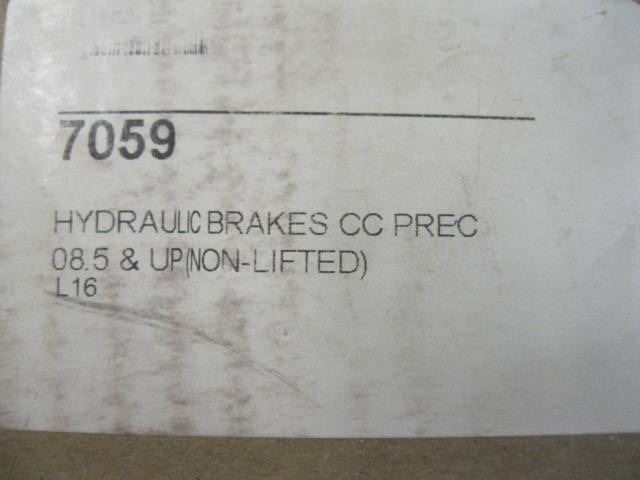 7059
HYDRAULIC BRAKES CC PREC
08.5 & UP(NON-LIFTED)
L16